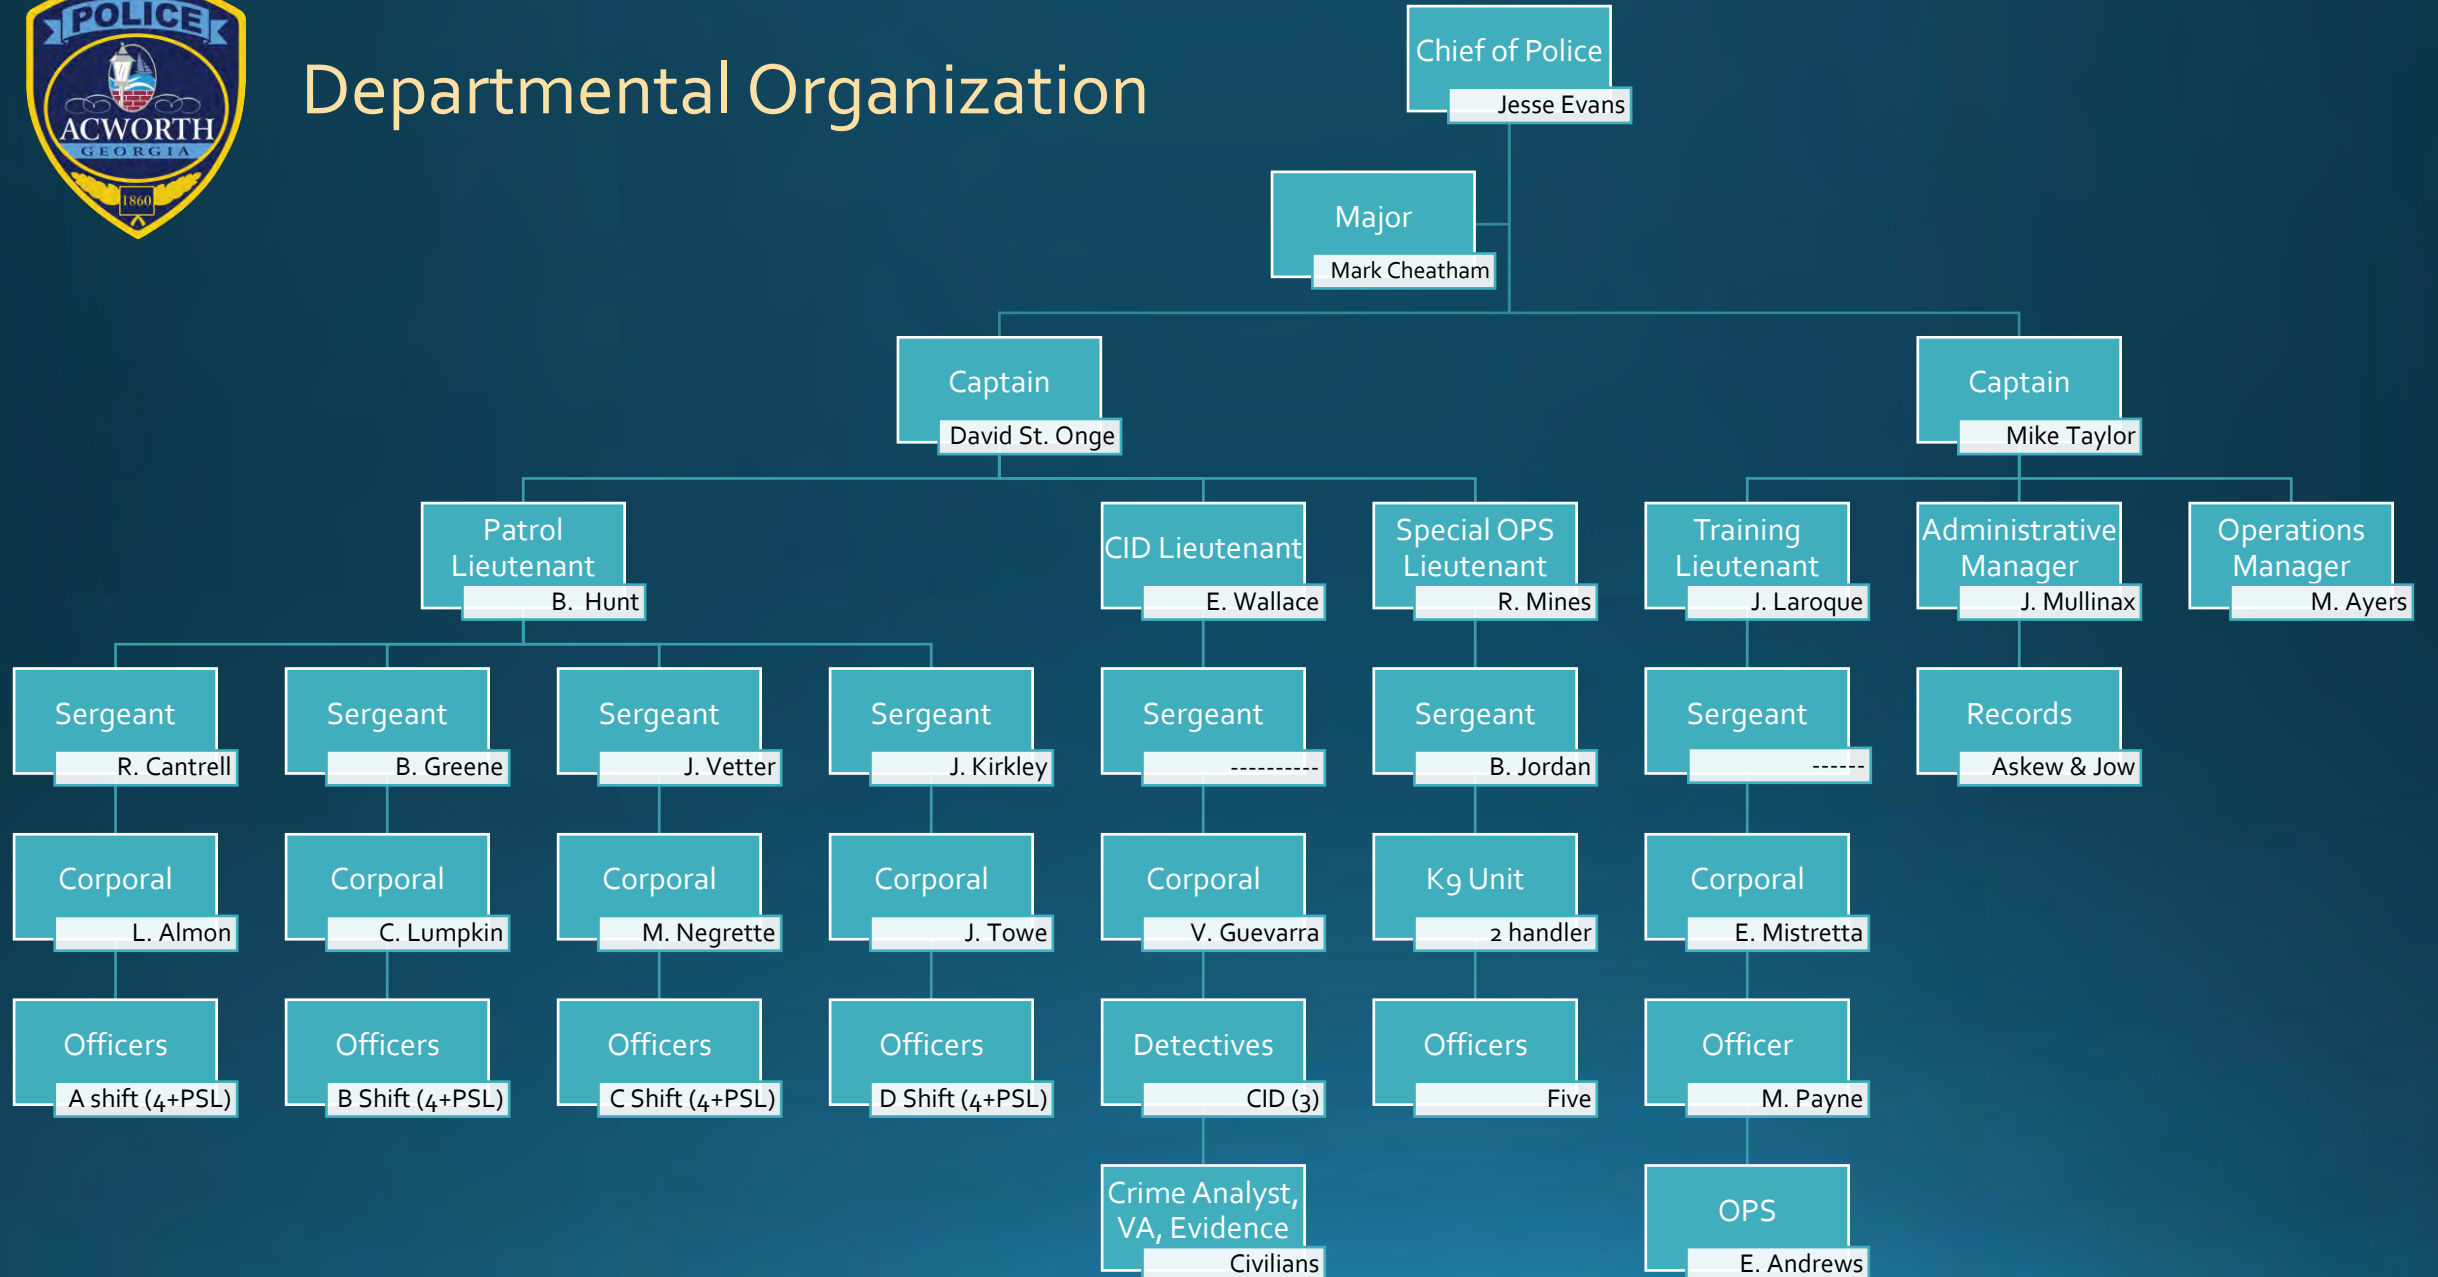 POLICE
ACWORTH
GEORGIA
1860
Departmental Organization
Chief of Police
Jesse Evans
Major
Mark Cheatham
Captain
David St. Onge
Captain
Mike Taylor
Patrol
Lieutenant
B. Hunt
CID Lieutenant
E. Wallace
Special OPS
Lieutenant
R. Mines
Training
Lieutenant
J. Laroque
Administrative
Manager
J. Mullinax
Operations
Manager
M. Ayers
Sergeant
R. Cantrell
Sergeant
B. Greene
Sergeant
J. Vetter
Sergeant
J. Kirkley
Sergeant
----------
Sergeant
B. Jordan
Sergeant
------
Records
Askew & Jow
Corporal
L. Almon
Corporal
C. Lumpkin
Corporal
M. Negrette
Corporal
J. Towe
Corporal
V. Guevarra
K9 Unit
2 handler
Corporal
E. Mistretta
Officers
A shift (4+PSL)
Officers
B Shift (4+PSL)
Officers
C Shift (4+PSL)
Officers
D Shift (4+PSL)
Detectives
CID (3)
Officers
Five
Officer
M. Payne
Crime Analyst,
VA, Evidence
Civilians
OPS
E. Andrews